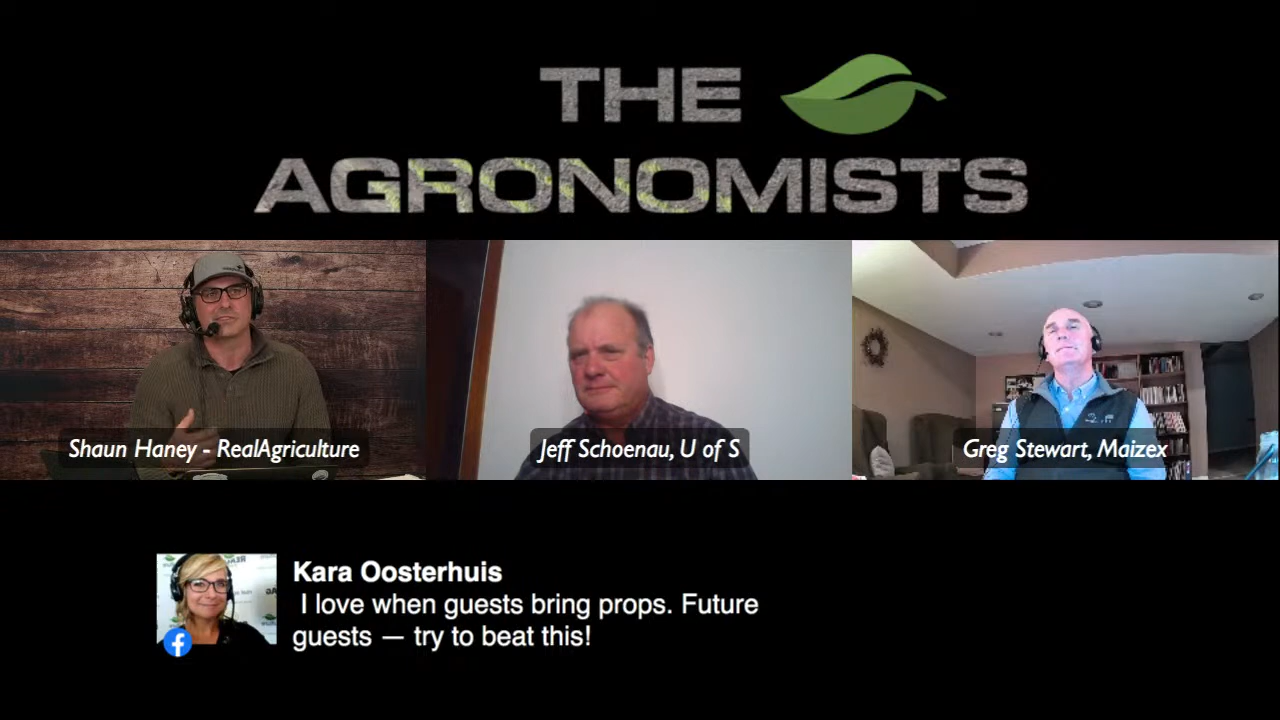 THE
AGRONOMISTS
Shaun Haney - RealAgriculture
Jeff Schoenau, U of S
Greg Stewart, Maizex
Kara Oosterhuis
I love when guests bring props. Future
guests — try to beat this!